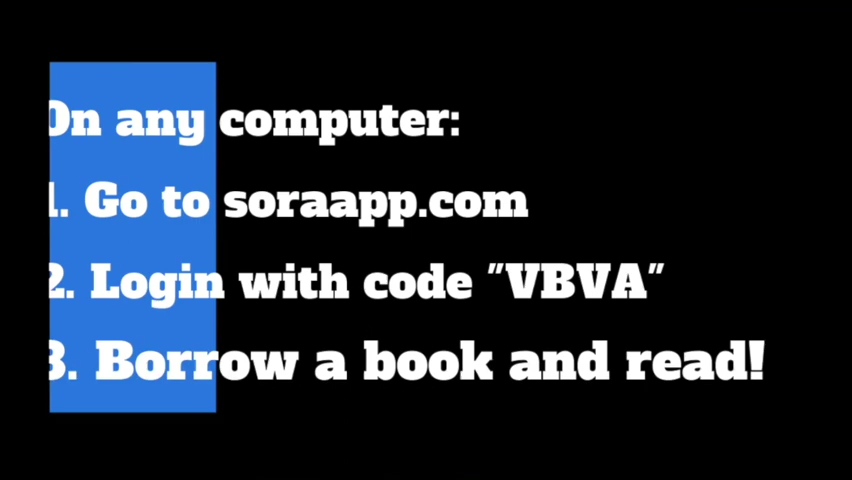 On any computer:
1. Go to soraapp.com
2. Login with code "VBVA"
3. Borrow a book and read!